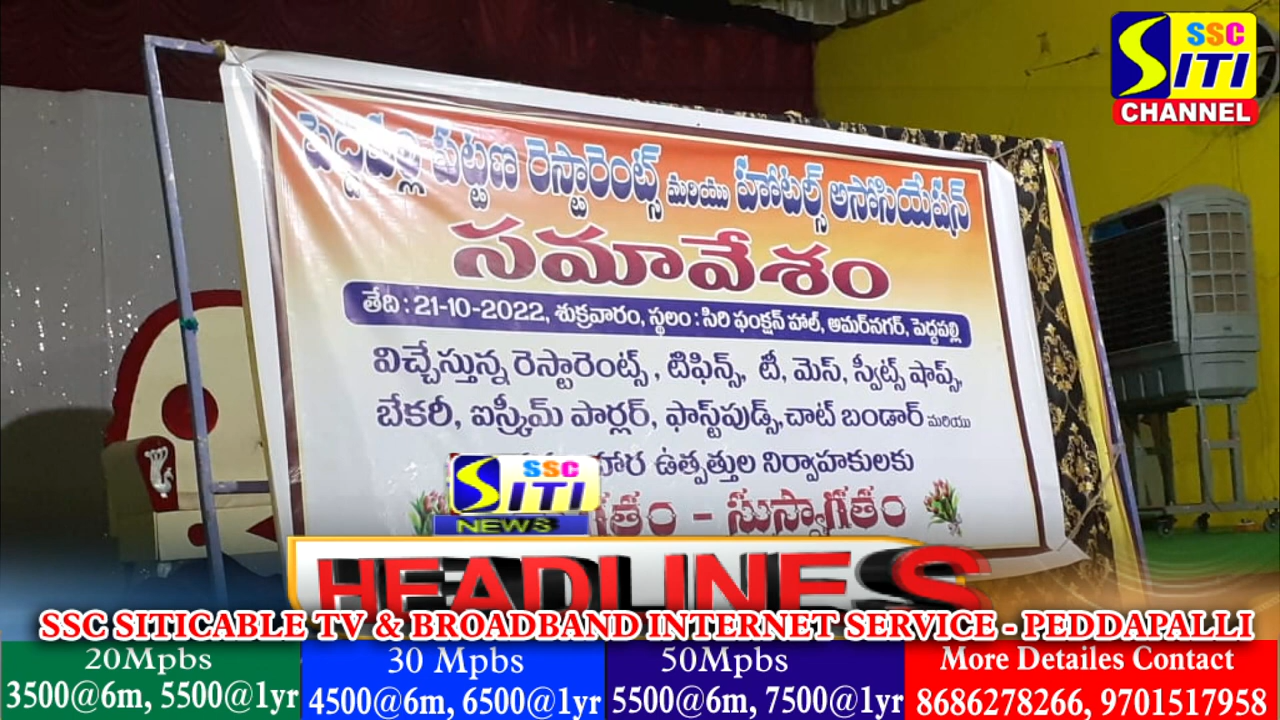 SSC
SITI
CHANNEL
పెద్దపల్లి పట్టణ రెస్టారెంట్స్ మరియు హోటల్స్ అసోసియేషన్
సమావేశం
తేది : 21-10-2022, శుక్రవారం, స్థలం : సిరి ఫంక్షన్ హాల్, అమర్‌నగర్, పెద్దపల్లి
విచ్చేస్తున్న రెస్టారెంట్స్ , టిఫిన్స్, టీ, మెస్, స్వీట్స్ షాప్స్,
బేకరీ, ఐస్క్రీమ్ పార్లర్, ఫాస్ట్‌పుడ్స్,చాట్ బండార్ మరియు
ఉత్పత్తుల నిర్వాహకులకు
- సుస్వాగతం
SSC
SITI
NEWS
HEADLINES
SSC SITICABLE TV & BROADBAND INTERNET SERVICE - PEDDAPALLI
20Mpbs 30 Mpbs 50Mpbs More Detailes Contact
3500@6m, 5500@1yr 4500@6m, 6500@1yr 5500@6m, 7500@1yr 8686278266, 9701517958